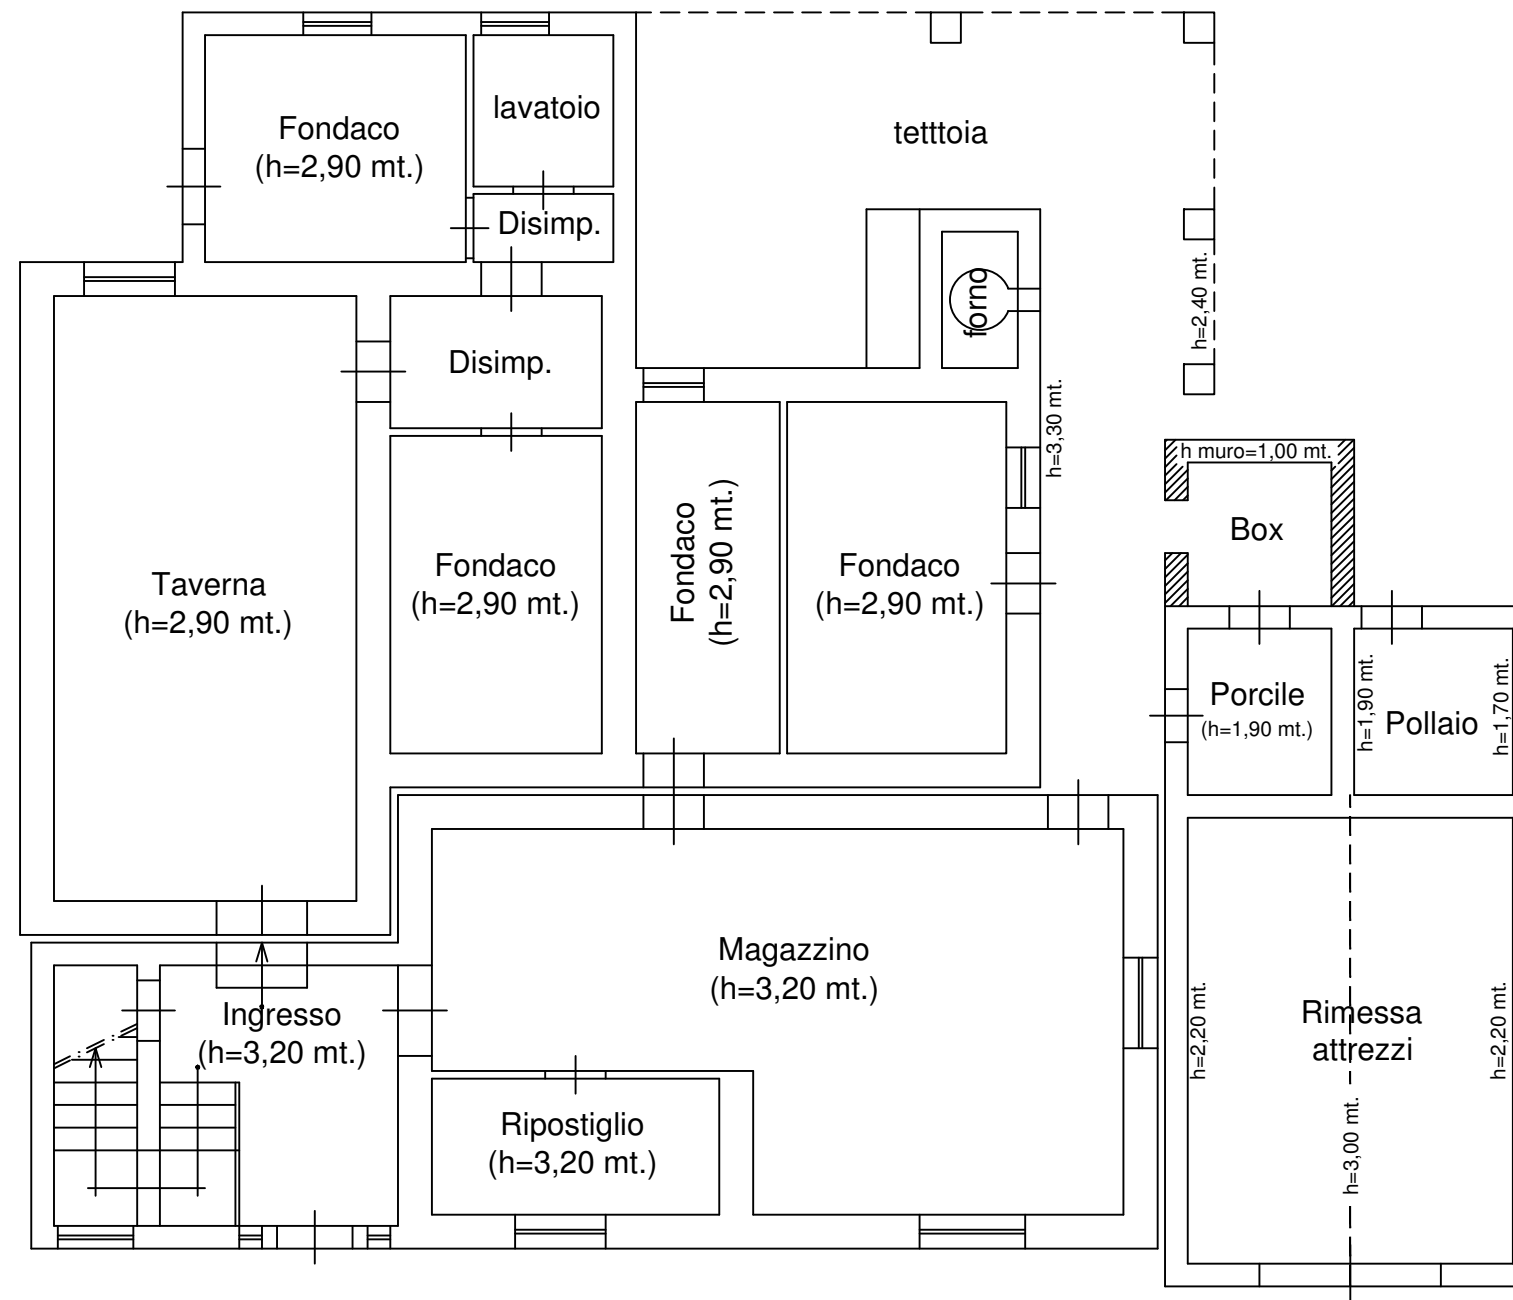 lavatoio
Fondaco
(h=2,90 mt.)
tetttoia
Disimp.
forno
h=2,40 mt.
Disimp.
h=3,30 mt.
h muro=1,00 mt.
Box
Taverna
(h=2,90 mt.)
Fondaco
(h=2,90 mt.)
Fondaco
(h=2,90 mt.)
Fondaco
(h=2,90 mt.)
Porcile
(h=1,90 mt.)
h=1,90 mt.
Pollaio
h=1,70 mt.
Magazzino
(h=3,20 mt.)
Ingresso
(h=3,20 mt.)
h=2,20 mt.
Rimessa
attrezzi
h=2,20 mt.
Ripostiglio
(h=3,20 mt.)
h=3,00 mt.